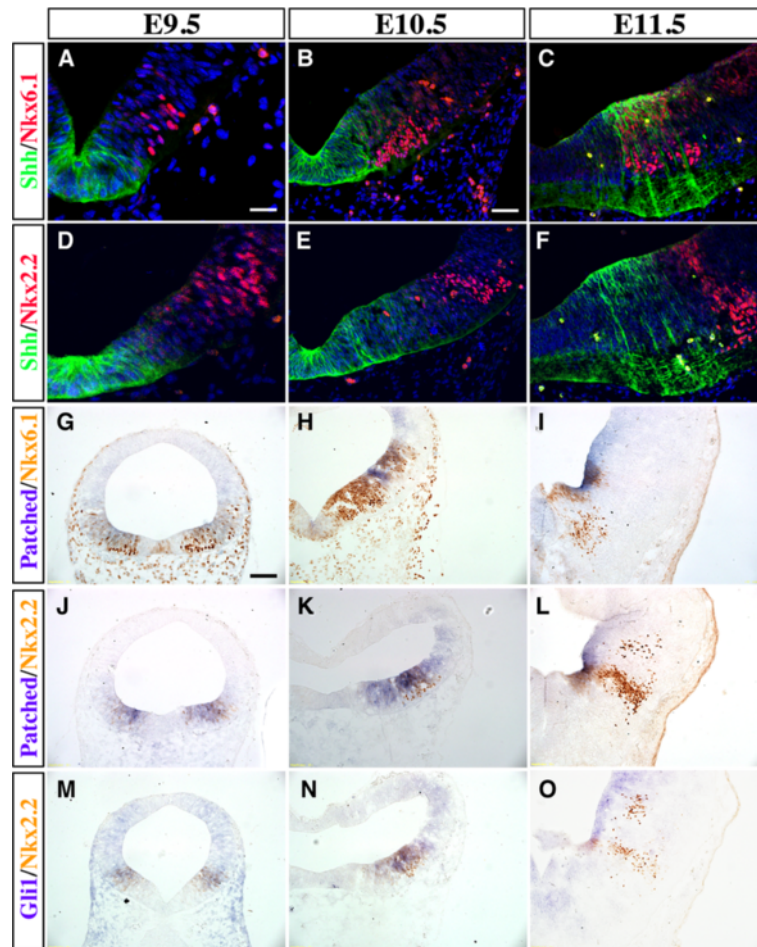 E9.5 E10.5 E11.5
Shh/Nkx6.1
A B C
Shh/Nkx2.2
D E F
Patched/Nkx6.1
G H I
Patched/Nkx2.2
J K L
Gli1/Nkx2.2
M N O